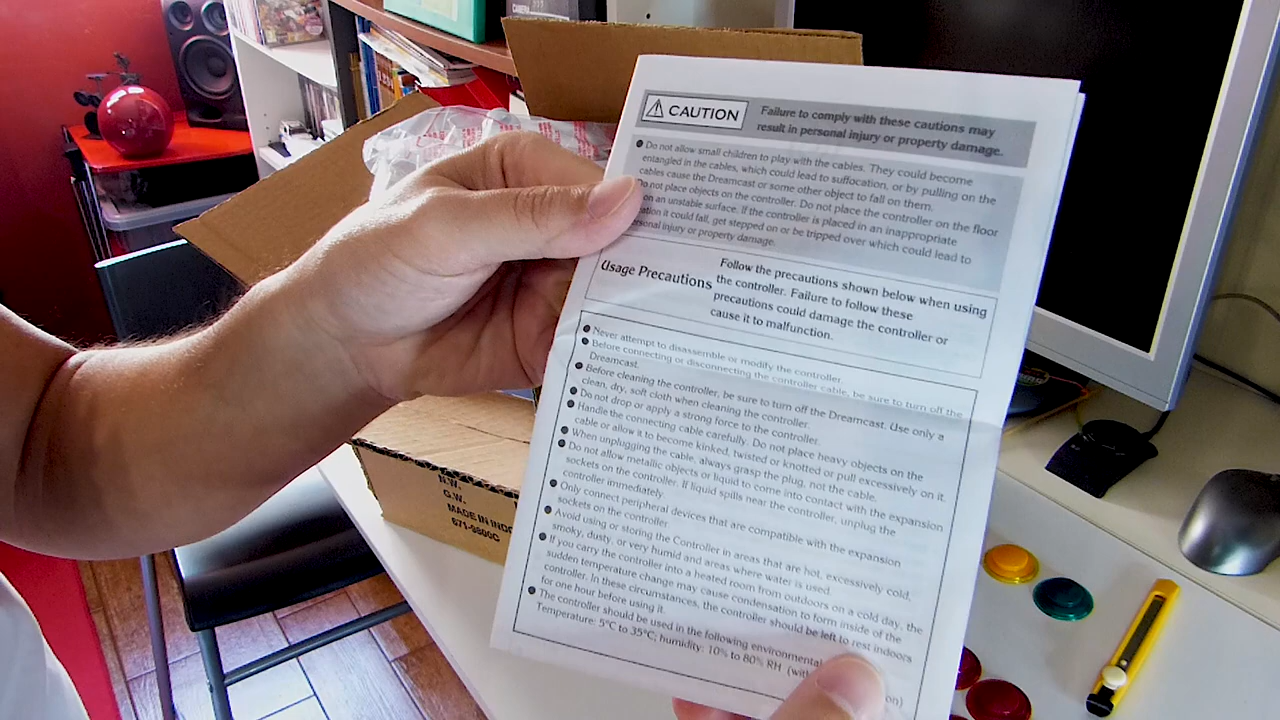 CAUTION
Failure to comply with these cautions may
result in personal injury or property damage.
● Do not allow small children to play with the cables. They could become
entangled in the cables, which could lead to suffocation, or by pulling on the
cables cause the Dreamcast or some other object to fall on them.
Do not place objects on the controller. Do not place the controller on the floor
on an unstable surface. If the controller is placed in an inappropriate
it could fall, get stepped on or be tripped over which could lead to
injury or property damage.
Usage Precautions
Follow the precautions shown below when using
the controller. Failure to follow these
precautions could damage the controller or
cause it to malfunction.
● Never attempt to disassemble or modify the controller.
● Before connecting or disconnecting the controller cable, be sure to turn off the
Dreamcast.
● Before cleaning the controller, be sure to turn off the Dreamcast. Use only a
clean, dry, soft cloth when cleaning the controller.
● Do not drop or apply a strong force to the controller.
● Handle the connecting cable carefully. Do not place heavy objects on the
cable or allow it to become kinked, twisted or knotted or pull excessively on it.
● When unplugging the cable, always grasp the plug, not the cable.
● Do not allow metallic objects or liquid to come into contact with the expansion
sockets on the controller. If liquid spills near the controller, unplug the
controller immediately.
● Only connect peripheral devices that are compatible with the expansion
sockets on the controller.
● Avoid using or storing the Controller in areas that are hot, excessively cold,
smoky, dusty, or very humid and areas where water is used.
● If you carry the controller into a heated room from outdoors on a cold day, the
sudden temperature change may cause condensation to form inside of the
controller. In these circumstances, the controller should be left to rest indoors
for one hour before using it.
● The controller should be used in the following environmental
Temperature: 5°C to 35°C; humidity: 10% to 80% RH
N.W.
G.W.
MADE IN